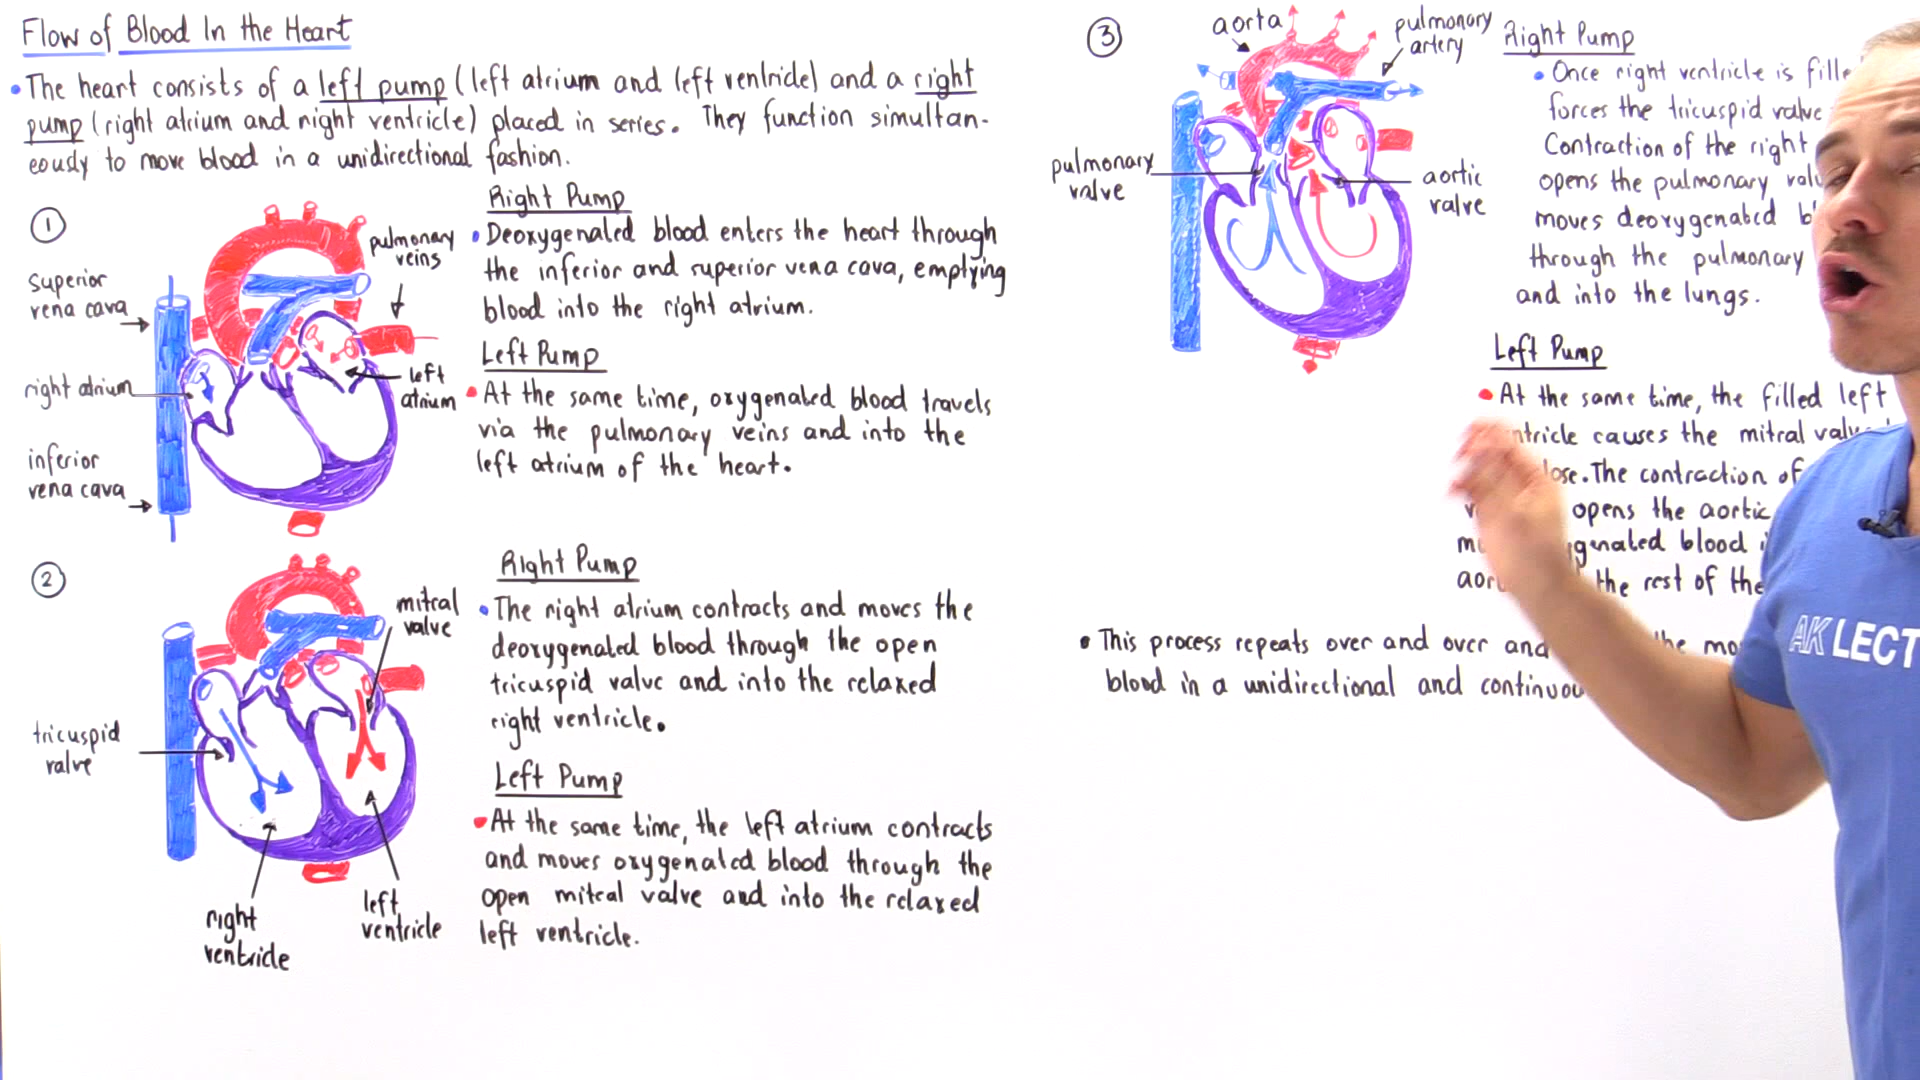 Flow of Blood In the Heart
• The heart consists of a left pump (left atrium and left ventricle) and a right
pump (right atrium and right ventricle) placed in series. They function simultan-
eously to move blood in a unidirectional fashion.
1
superior
vena cava
right atrium
inferior
vena cava
pulmonary
veins
left
atrium
Right Pump
• Deoxygenated blood enters the heart through
the inferior and superior vena cava, emptying
blood into the right atrium.
Left Pump
• At the same time, oxygenated blood travels
via the pulmonary veins and into the
left atrium of the heart.
2
mitral
valve
tricuspid
valve
right
ventricle
left
ventricle
Right Pump
• The right atrium contracts and moves the
deoxygenated blood through the open
tricuspid valve and into the relaxed
right ventricle.
Left Pump
• At the same time, the left atrium contracts
and moves oxygenated blood through the
open mitral valve and into the relaxed
left ventricle.
3
aorta
pulmonary
artery
pulmonary
valve
aortic
valve
Right Pump
• Once right ventricle is
forces the tricuspid valve
Contraction of the right
opens the pulmonary
moves deoxygenated
through the pulmonary
and into the lungs.
Left Pump
• At the same time, the filled left
causes the mitral
The contraction of
opens the aortic
blood
the rest of the
• This process repeats over and over and
blood in a unidirectional and
AK LECT